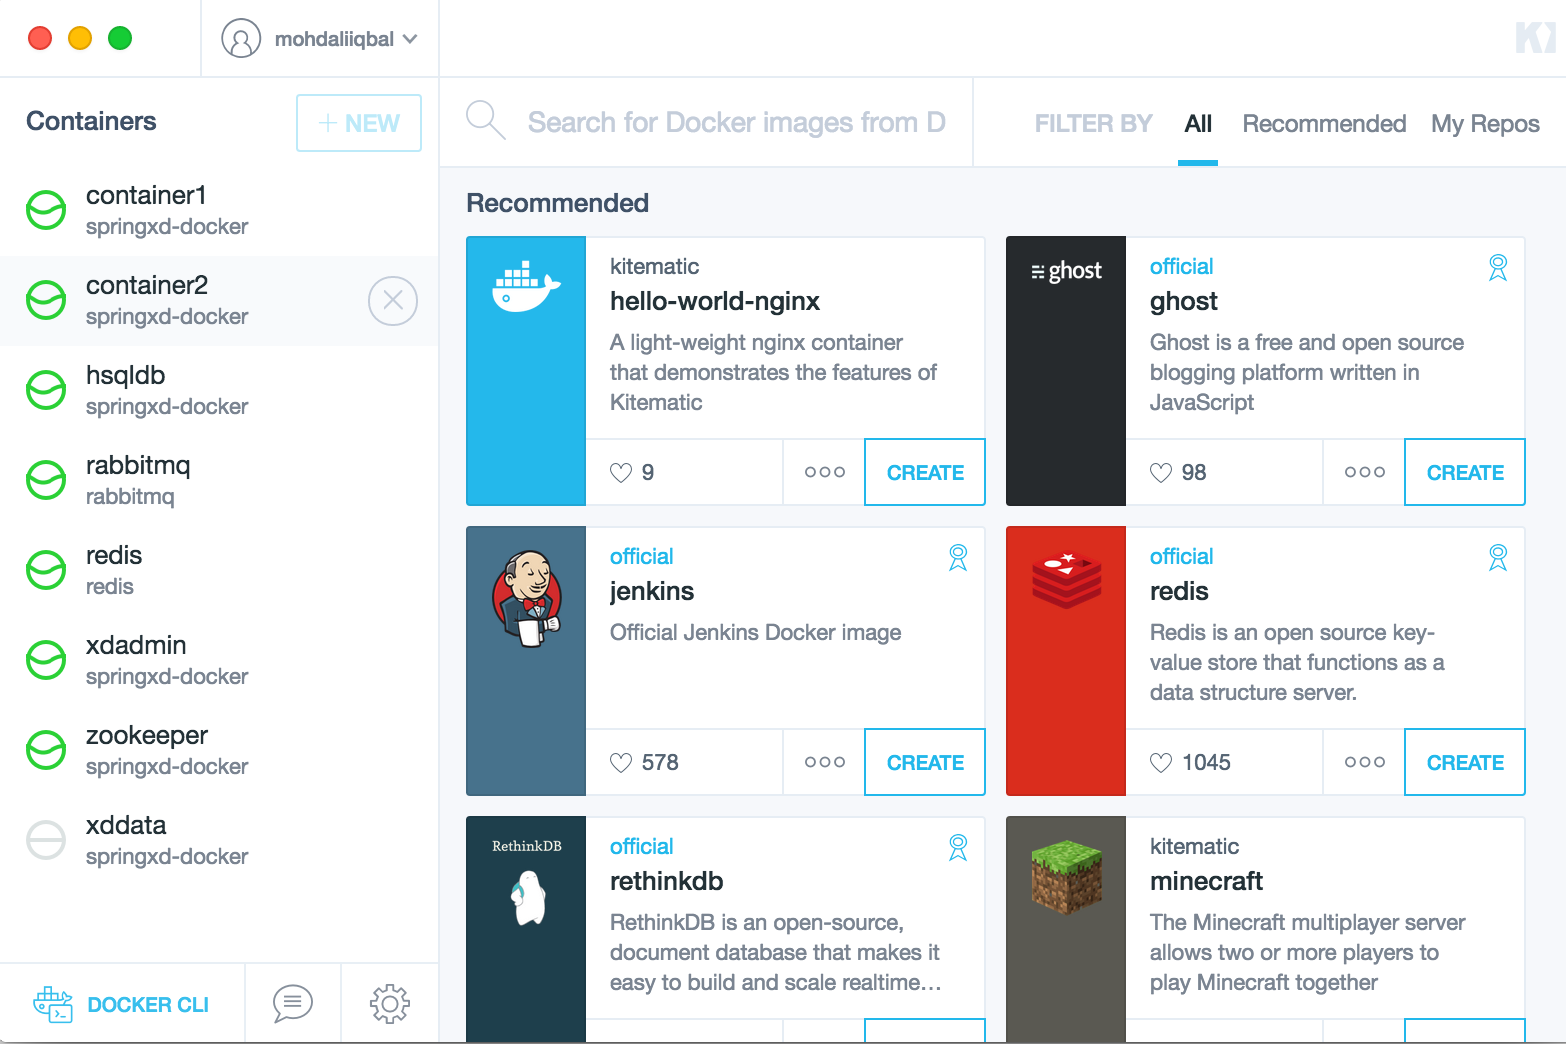 mohdaliiqbal
Containers
+ NEW
Search for Docker images from D
FILTER BY
All
Recommended
My Repos
container1
springxd-docker
container2
springxd-docker
hsqldb
springxd-docker
rabbitmq
rabbitmq
redis
redis
xdadmin
springxd-docker
zookeeper
springxd-docker
xddata
springxd-docker
DOCKER CLI
Recommended
kitematic
hello-world-nginx
A light-weight nginx container
that demonstrates the features of
Kitematic
9
CREATE
ghost
official
ghost
Ghost is a free and open source
blogging platform written in
JavaScript
98
CREATE
official
jenkins
Official Jenkins Docker image
578
CREATE
official
redis
Redis is an open source key-
value store that functions as a
data structure server.
1045
CREATE
RethinkDB
official
rethinkdb
RethinkDB is an open-source,
document database that makes it
easy to build and scale realtime…
kitematic
minecraft
The Minecraft multiplayer server
allows two or more players to
play Minecraft together